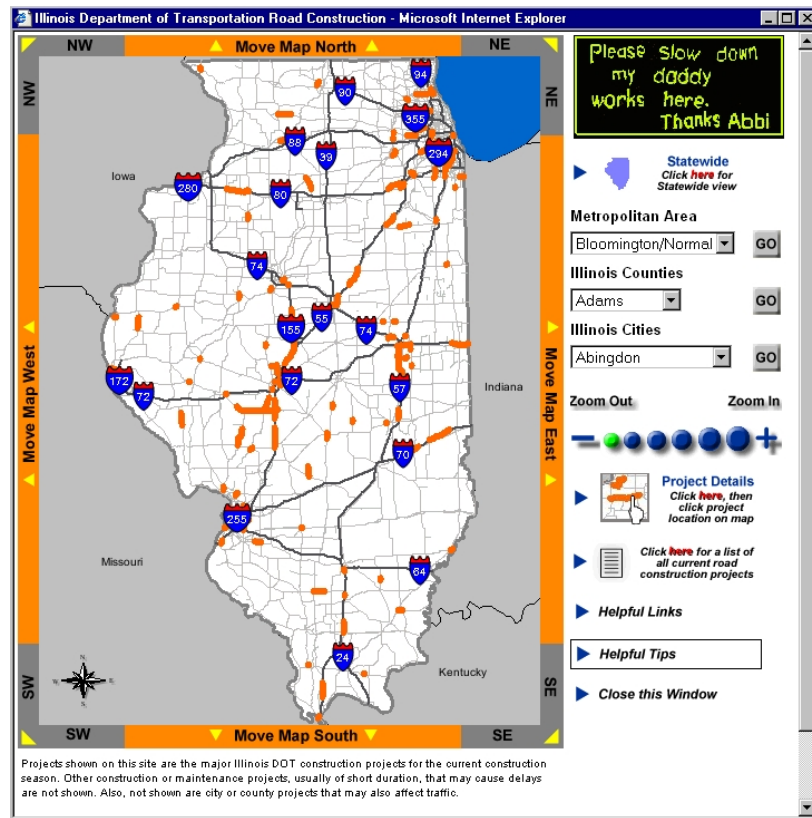 Illinois Department of Transportation Road Construction - Microsoft Internet Explorer
NW
Move Map North
NE
NW
NE
94
90
355
88
39
294
Iowa
280
80
74
55
155
74
172
72
72
57
Indiana
Move Map West
Move Map East
70
255
Missouri
64
24
Kentucky
SW
SE
SW
Move Map South
SE
Projects shown on this site are the major Illinois DOT construction projects for the current construction
season. Other construction or maintenance projects, usually of short duration, that may cause delays
are not shown. Also, not shown are city or county projects that may also affect traffic.
Please slow down
my daddy
works here.
Thanks Abbi
Statewide
Click here for
Statewide view
Metropolitan Area
Bloomington/Normal
GO
Illinois Counties
Adams
GO
Illinois Cities
Abingdon
GO
Zoom Out
Zoom In
Project Details
Click here, then
click project
location on map
Click here for a list of
all current road
construction projects
Helpful Links
Helpful Tips
Close this Window